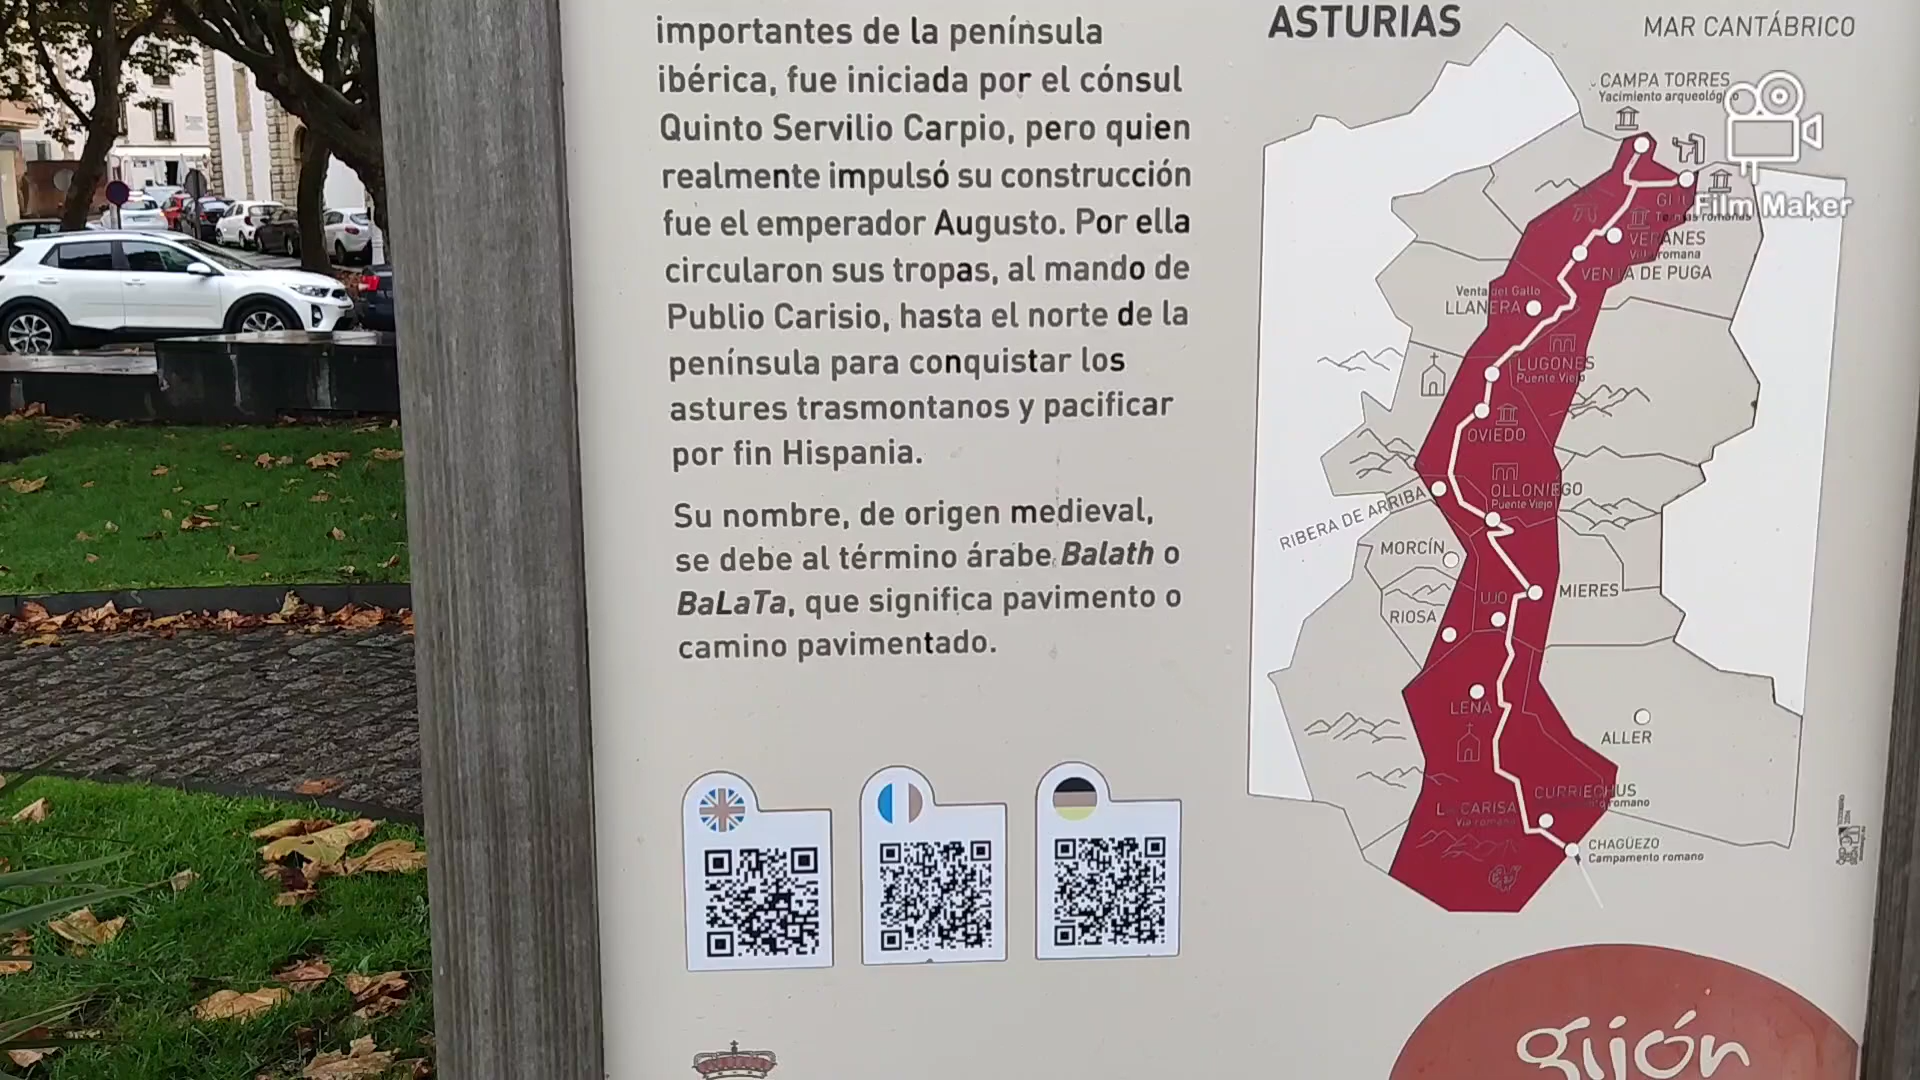 importantes de la península
ibérica, fue iniciada por el cónsul
Quinto Servilio Carpio, pero quien
realmente impulsó su construcción
fue el emperador Augusto. Por ella
circularon sus tropas, al mando de
Publio Carisio, hasta el norte de la
península para conquistar los
astures trasmontanos y pacificar
por fin Hispania.
Su nombre, de origen medieval,
se debe al término árabe Balath o
BaLaTa, que significa pavimento o
camino pavimentado.
ASTURIAS
MAR CANTÁBRICO
CAMPA TORRES
Yacimiento
Film Maker
romanas
VERANES
Villa romana
VENTA DE PUGA
Venta del Gallo
LLANERA
LUGONES
Puente Viejo
OVIEDO
OLLONIEGO
Puente Viejo
RIBERA DE ARRIBA
MORCÍN
UJO
MIERES
RIOSA
LENA
ALLER
CURRIECHUS
romano
CARISA
Vía romana
CHAGÜEZO
Campamento romano
gijón